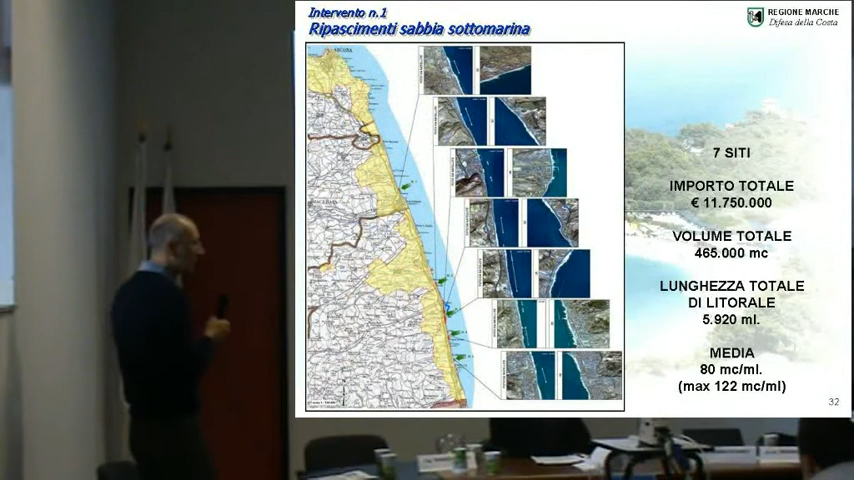 Intervento n.1
Ripascimenti sabbia sottomarina
REGIONE MARCHE
Difesa della Costa
ANCONA
7 SITI
IMPORTO TOTALE
€ 11.750.000
VOLUME TOTALE
465.000 mc
LUNGHEZZA TOTALE
DI LITORALE
5.920 ml.
MEDIA
80 mc/ml.
(max 122 mc/ml)
32